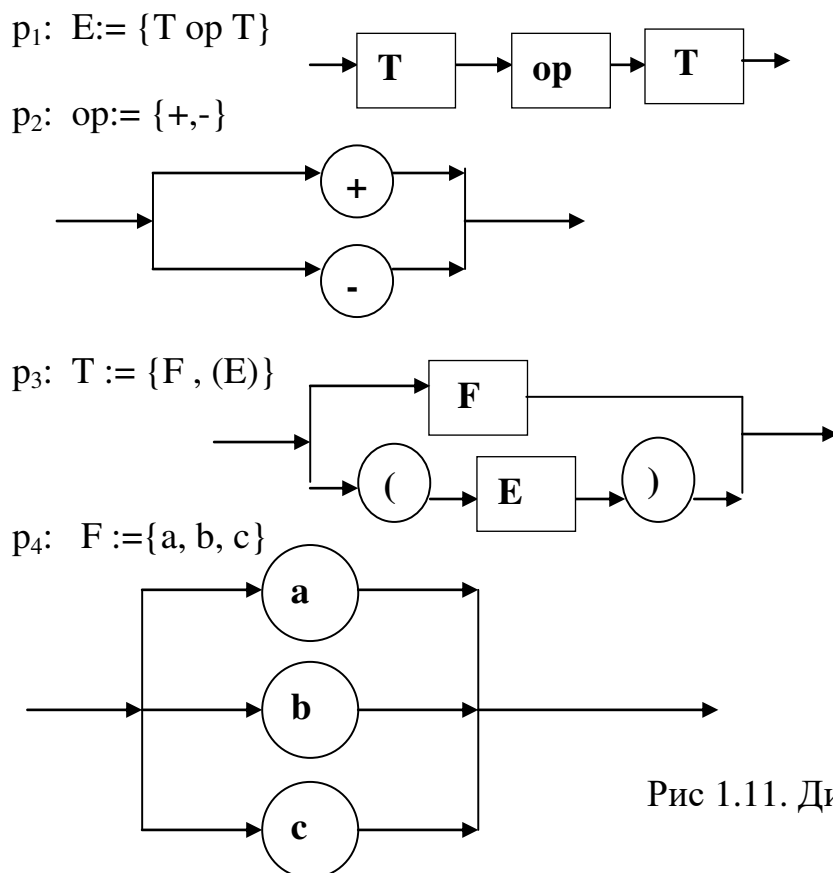 p₁: E:= {T op T}
T op T
p₂: op:= {+,-}
+
-
p₃: T := {F , (E)}
F
( E )
p₄: F :={a, b, c}
a
b
Рис 1.11. Ди
c